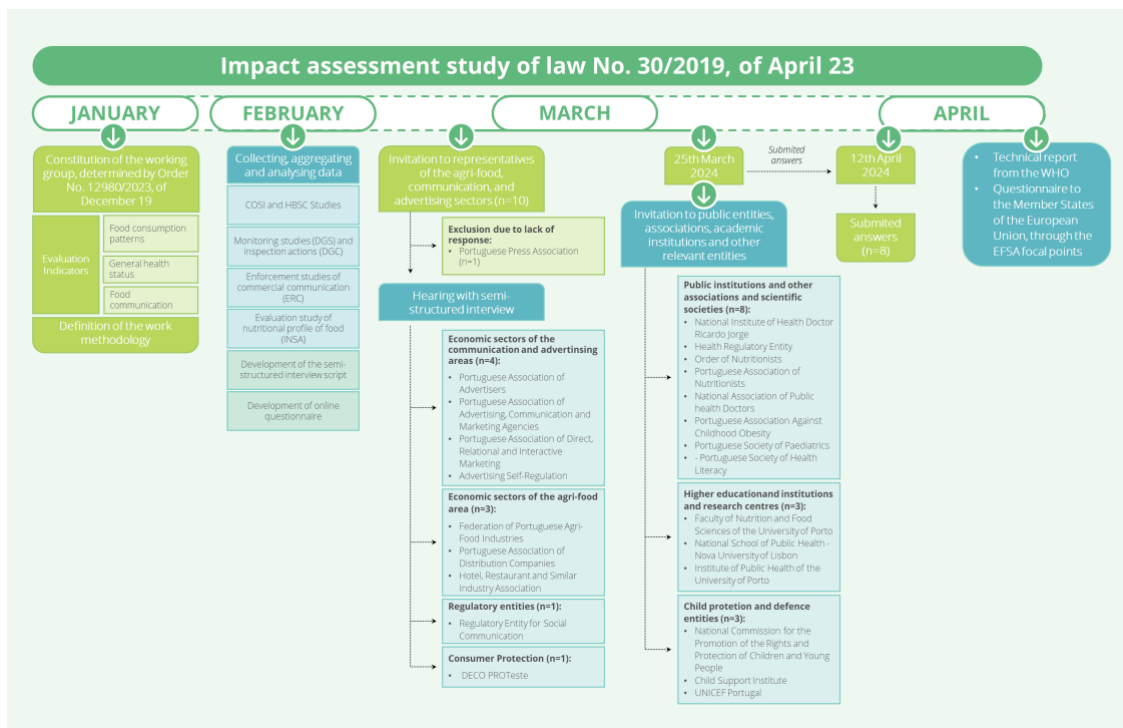 Impact assessment study of law No. 30/2019, of April 23
JANUARY
FEBRUARY
MARCH
APRIL
Constitution of the working
group, determined by Order
No. 12980/2023, of
December 19
Evaluation
Indicators
Food consumption
patterns
General health
status
Food
communication
Definition of the work
methodology
Collecting, aggregating
and analysing data
COSI and HBSC Studies
Monitoring studies (DGS) and
inspection actions (DGC)
Enforcement studies of
commercial communication
(ERC)
Evaluation study of
nutritional profile of food
(INSA)
Development of the semi-
structured interview script
Development of online
questionnaire
Invitation to representatives
of the agri-food,
communication, and
advertising sectors (n=10)
Exclusion due to lack of
response:
• Portuguese Press Association
(n=1)
Hearing with semi-
structured interview
Economic sectors of the
communication and advertinsing
areas (n=4):
• Portuguese Association of
Advertisers
• Portuguese Association of
Advertising, Communication and
Marketing Agencies
• Portuguese Association of Direct,
Relational and Interactive
Marketing
• Advertising Self-Regulation
Economic sectors of the agri-food
area (n=3):
• Federation of Portuguese Agri-
Food Industries
• Portuguese Association of
Distribution Companies
• Hotel, Restaurant and Similar
Industry Association
Regulatory entities (n=1):
• Regulatory Entity for Social
Communication
Consumer Protection (n=1):
• DECO PROTeste
25th March
2024
Submited
answers
12th April
2024
Submited
answers
(n=8)
Invitation to public entities,
associations, academic
institutions and other
relevant entities
Public institutions and other
associations and scientific
societies (n=8):
• National Institute of Health Doctor
Ricardo Jorge
• Health Regulatory Entity
• Order of Nutritionists
• Portuguese Association of
Nutritionists
• National Association of Public
health Doctors
• Portuguese Association Against
Childhood Obesity
• Portuguese Society of Paediatrics
• - Portuguese Society of Health
Literacy
Higher educationand institutions
and research centres (n=3):
• Faculty of Nutrition and Food
Sciences of the University of Porto
• National School of Public Health -
Nova University of Lisbon
• Institute of Public Health of the
University of Porto
Child protetion and defence
entities (n=3):
• National Commission for the
Promotion of the Rights and
Protection of Children and Young
People
• Child Support Institute
• UNICEF Portugal
• Technical report
from the WHO
• Questionnaire to
the Member States
of the European
Union, through the
EFSA focal points